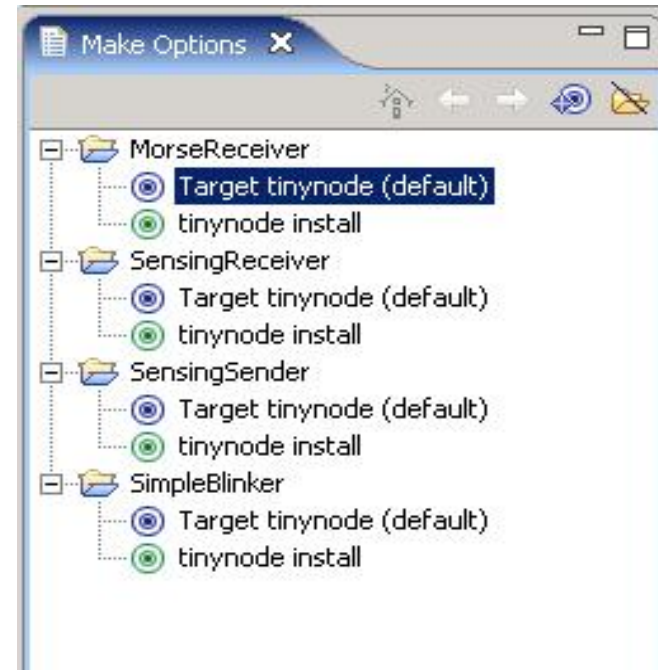 Make Options
MorseReceiver
Target tinynode (default)
tinynode install
SensingReceiver
Target tinynode (default)
tinynode install
SensingSender
Target tinynode (default)
tinynode install
SimpleBlinker
Target tinynode (default)
tinynode install